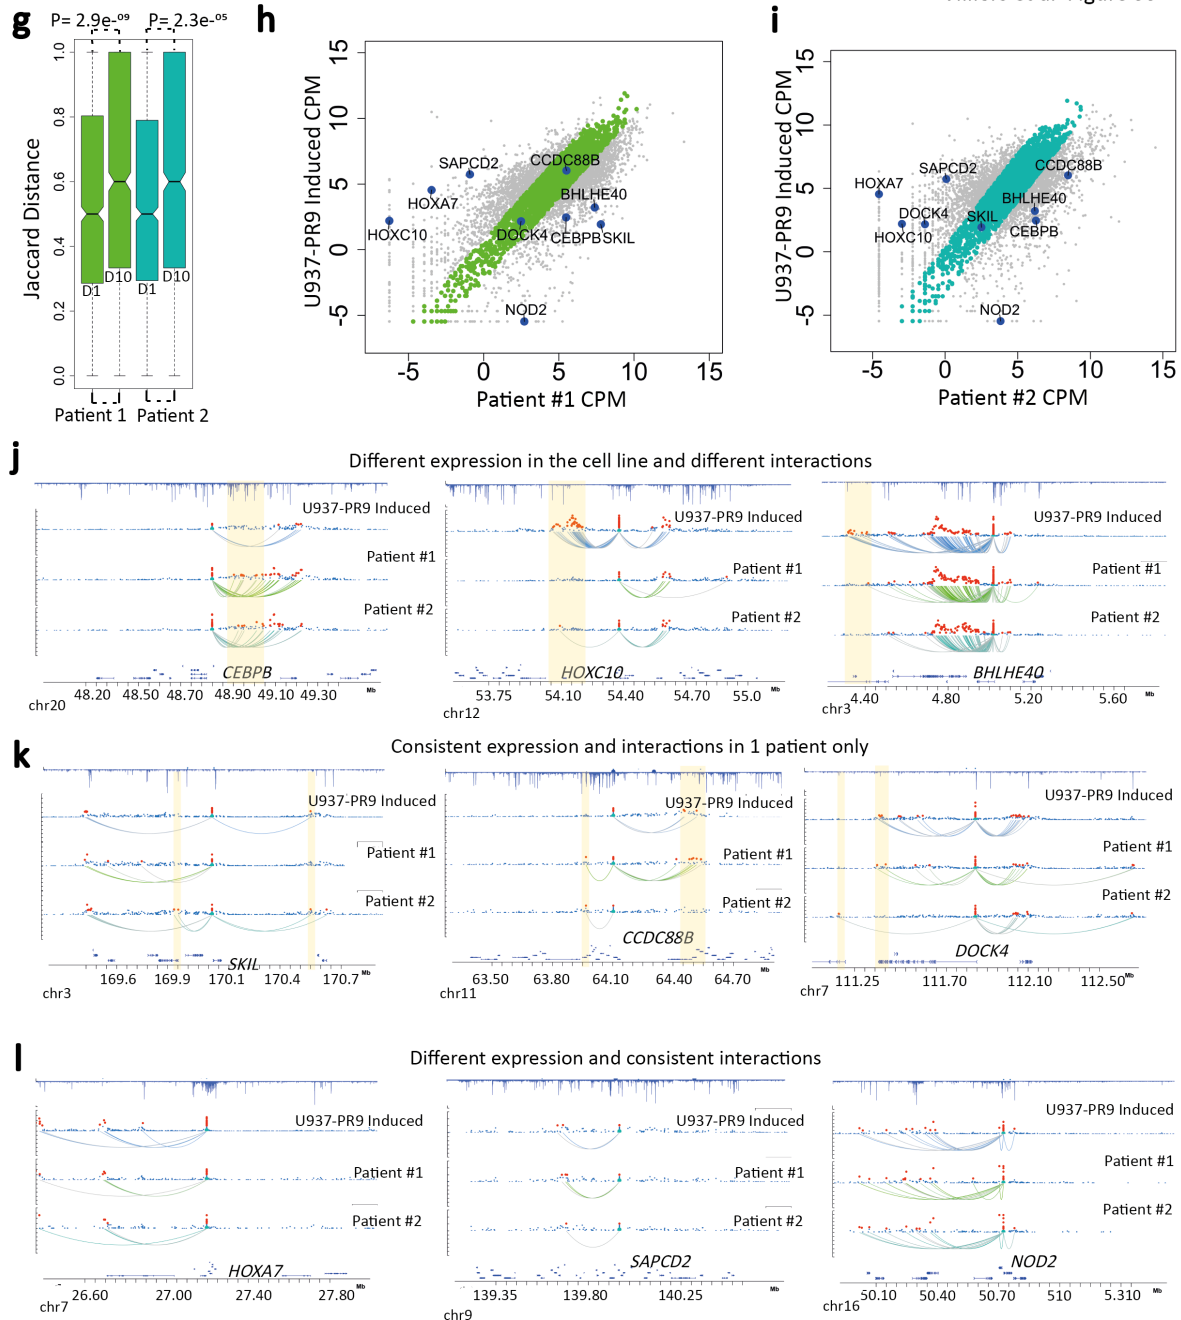 g
P= 2.9e-09
P= 2.3e-05
Jaccard Distance
0.0
0.2
0.4
0.6
0.8
1.0
D1
D10
D1
D10
Patient 1
Patient 2
h
U937-PR9 Induced CPM
15
10
5
0
-5
SAPCD2
CCDC88B
HOXA7
BHLHE40
HOXC10
DOCK4
CEBPB
SKIL
NOD2
-5
0
5
10
15
Patient #1 CPM
i
U937-PR9 Induced CPM
15
10
5
0
-5
SAPCD2
CCDC88B
HOXA7
DOCK4
BHLHE40
SKIL
HOXC10
CEBPB
NOD2
-5
0
5
10
15
Patient #2 CPM
j
Different expression in the cell line and different interactions
U937-PR9 Induced
Patient #1
Patient #2
CEBPB
48.20 48.50 48.70 48.90 49.10 49.30
Mb
chr20
U937-PR9 Induced
Patient #1
Patient #2
HOXC10
53.75 54.10 54.40 54.70 55.0
Mb
chr12
U937-PR9 Induced
Patient #1
Patient #2
BHLHE40
4.40 4.80 5.20 5.60
Mb
chr3
k
Consistent expression and interactions in 1 patient only
U937-PR9 Induced
Patient #1
Patient #2
SKIL
169.6 169.9 170.1 170.4 170.7
Mb
chr3
U937-PR9 Induced
Patient #1
Patient #2
CCDC88B
63.50 63.80 64.10 64.40 64.70
Mb
chr11
U937-PR9 Induced
Patient #1
Patient #2
DOCK4
111.25 111.70 112.10 112.50
Mb
chr7
l
Different expression and consistent interactions
U937-PR9 Induced
Patient #1
Patient #2
HOXA7
26.60 27.00 27.40 27.80
Mb
chr7
U937-PR9 Induced
Patient #1
Patient #2
SAPCD2
139.35 139.80 140.25
Mb
chr9
U937-PR9 Induced
Patient #1
Patient #2
NOD2
50.10 50.40 50.70 510 5.310
Mb
chr16